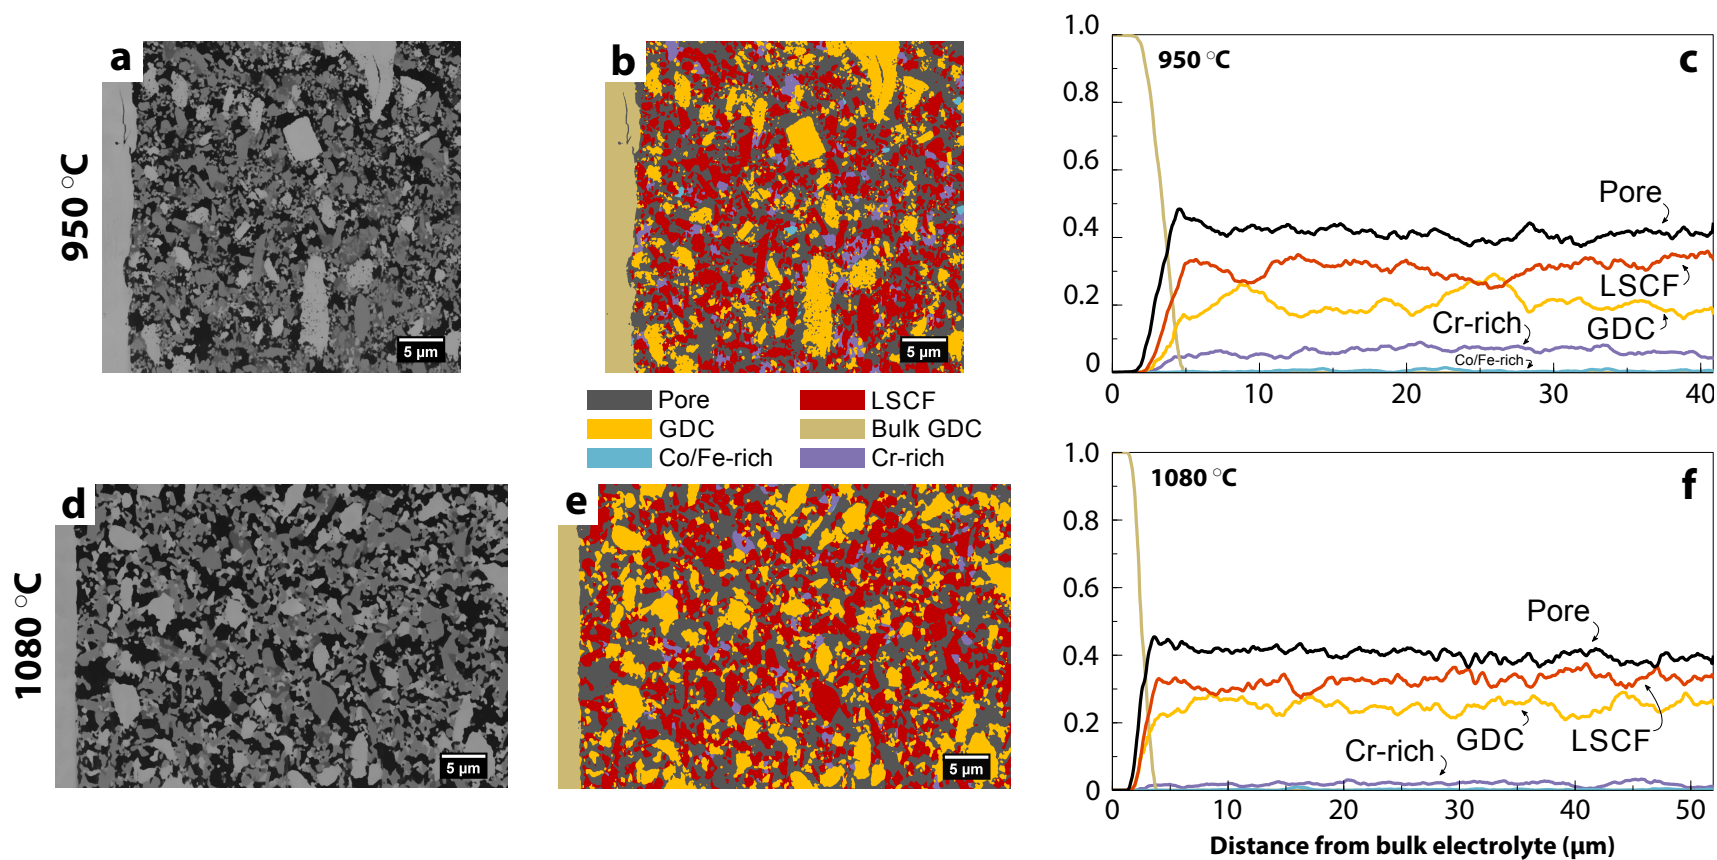 a
950 °C
5 µm
b
5 µm
c
950 °C
1.0
0.8
0.6
0.4
0.2
0
Pore
LSCF
Cr-rich
GDC
Co/Fe-rich
0 10 20 30 40
Pore LSCF
GDC Bulk GDC
Co/Fe-rich Cr-rich
d
1080 °C
5 µm
e
5 µm
f
1080 °C
1.0
0.8
0.6
0.4
0.2
0
Pore
Cr-rich GDC LSCF
0 10 20 30 40 50
Distance from bulk electrolyte (µm)